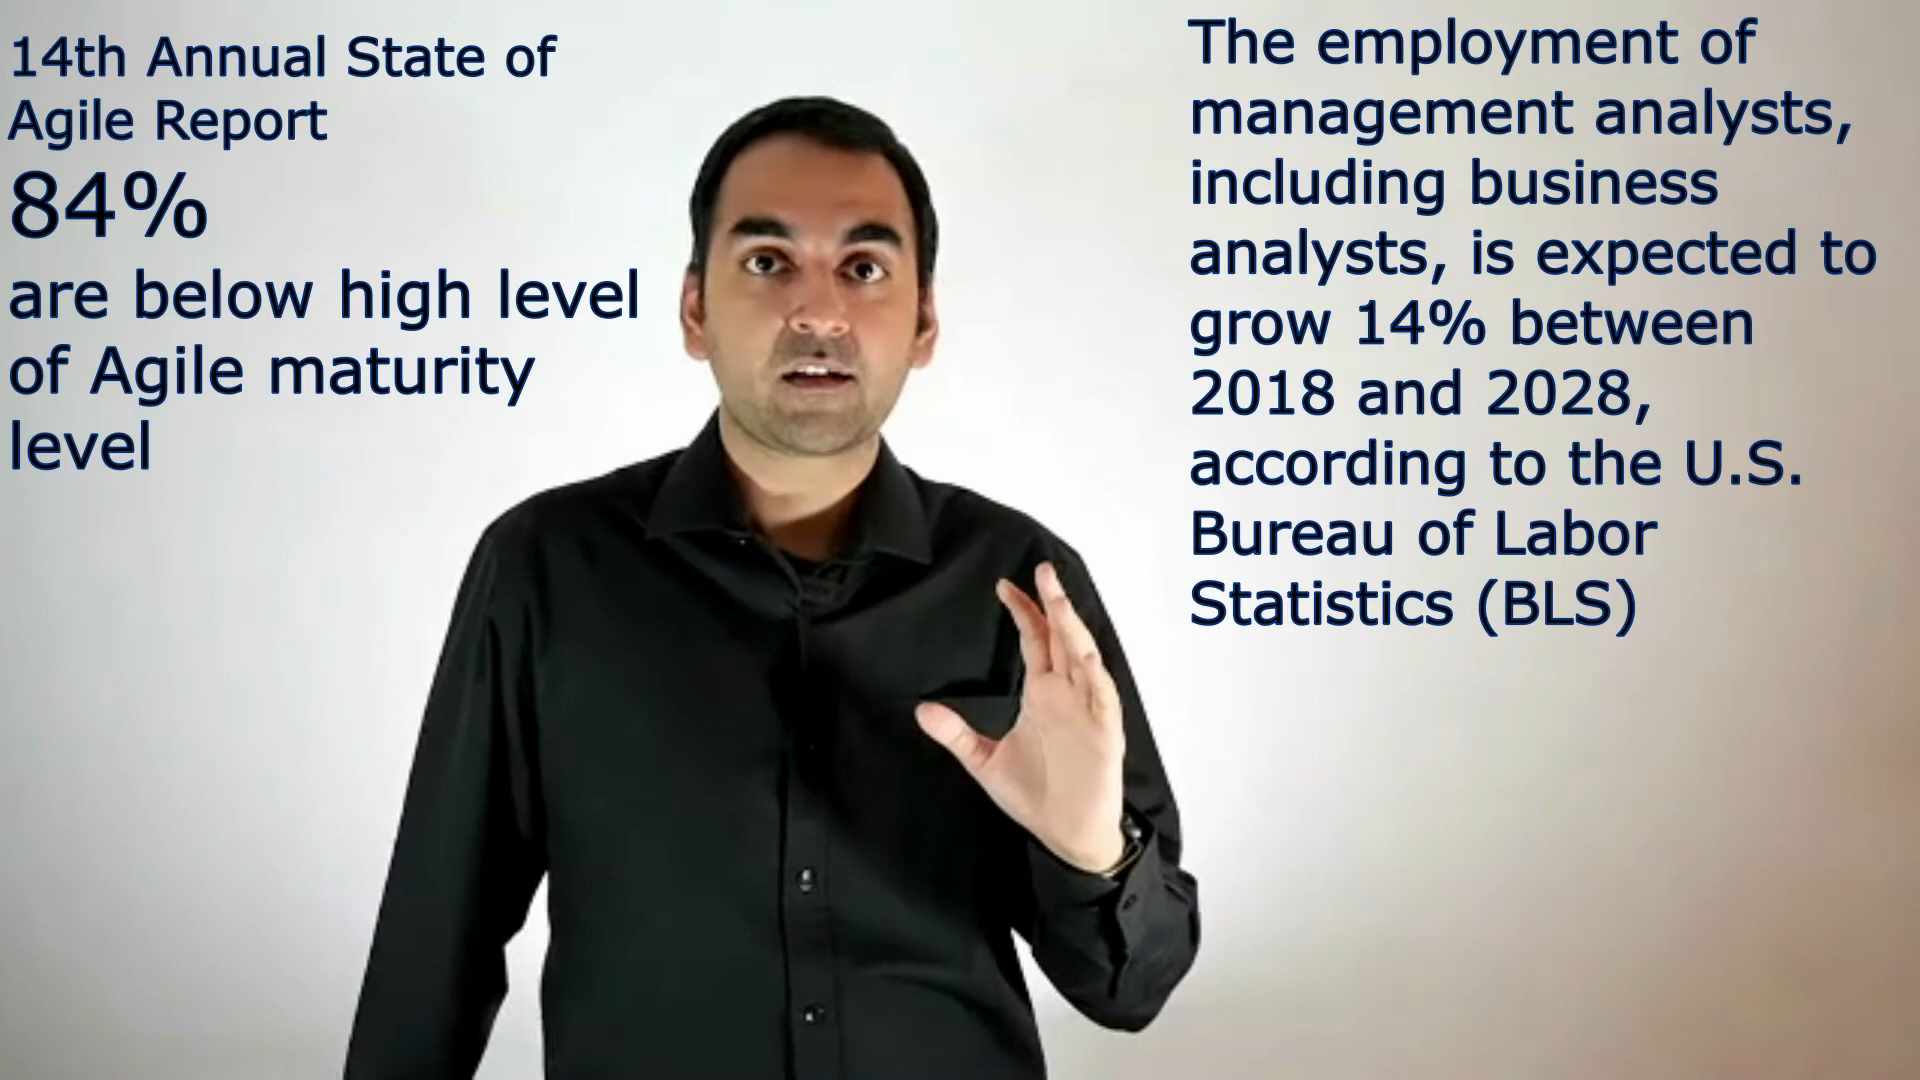 14th Annual State of
Agile Report
84%
are below high level
of Agile maturity
level
The employment of
management analysts,
including business
analysts, is expected to
grow 14% between
2018 and 2028,
according to the U.S.
Bureau of Labor
Statistics (BLS)